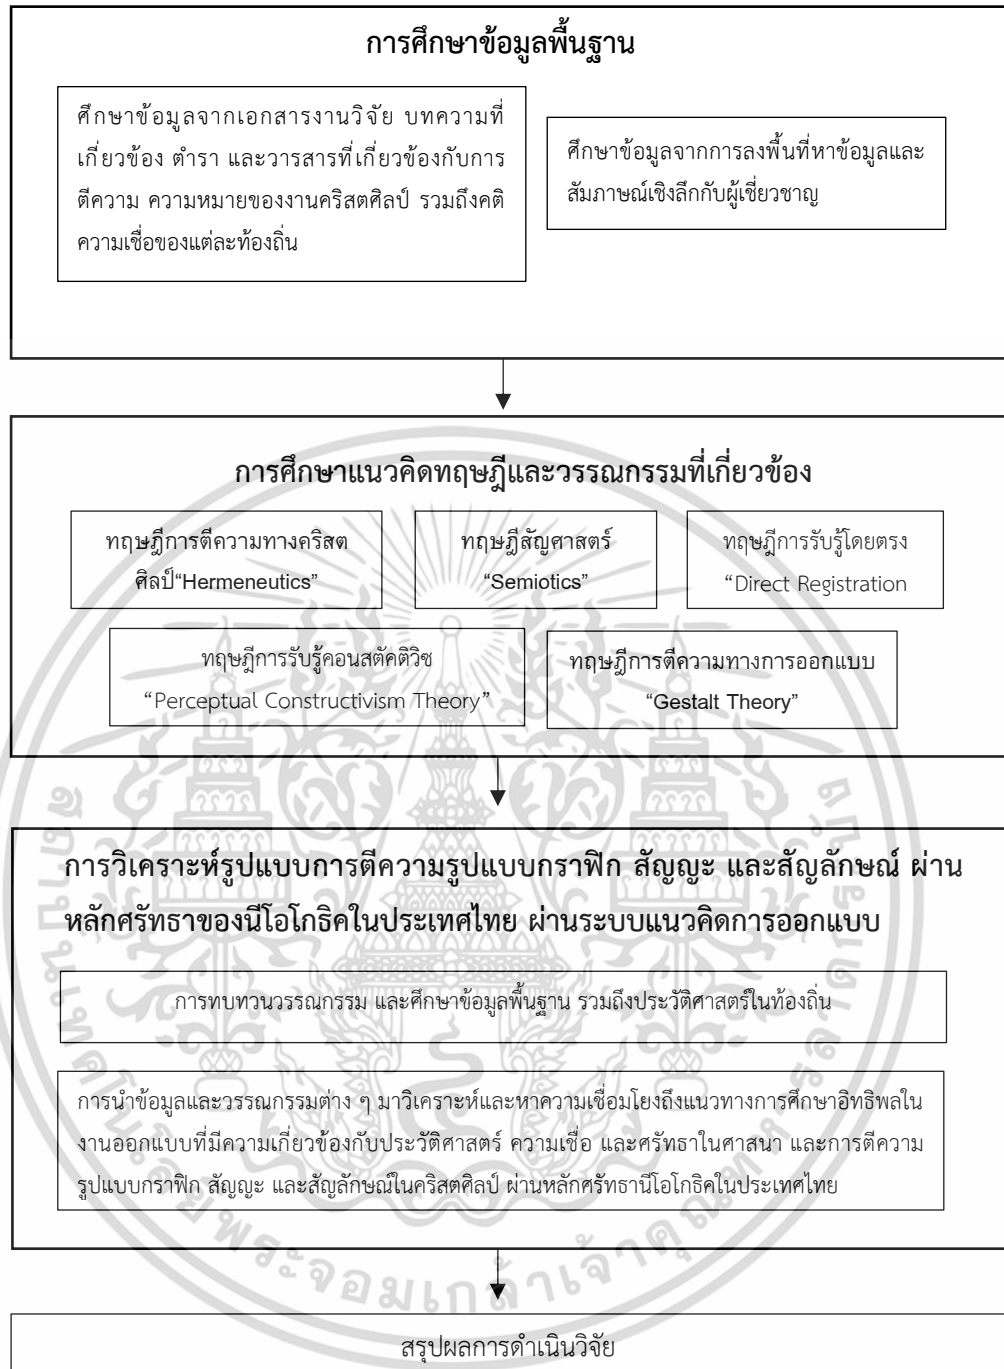 การศึกษาข้อมูลพื้นฐาน
ศึกษาข้อมูลจากเอกสารงานวิจัย บทความที่
เกี่ยวข้อง ตำรา และวารสารที่เกี่ยวข้องกับการ
ตีความ ความหมายของงานคริสตศิลป์ รวมถึงคติ
ความเชื่อของแต่ละท้องถิ่น
ศึกษาข้อมูลจากการลงพื้นที่หาข้อมูลและ
สัมภาษณ์เชิงลึกกับผู้เชี่ยวชาญ
การศึกษาแนวคิดทฤษฎีและวรรณกรรมที่เกี่ยวข้อง
ทฤษฎีการตีความทางคริสต
ศิลป์“Hermeneutics”
ทฤษฎีสัญศาสตร์
“Semiotics”
ทฤษฎีการรับรู้โดยตรง
“Direct Registration
ทฤษฎีการรับรู้คอนสตัคติวิซ
“Perceptual Constructivism Theory”
ทฤษฎีการตีความทางการออกแบบ
“Gestalt Theory”
การวิเคราะห์รูปแบบการตีความรูปแบบกราฟิก สัญญะ และสัญลักษณ์ ผ่าน
หลักศรัทธาของนีโอโกธิคในประเทศไทย ผ่านระบบแนวคิดการออกแบบ
การทบทวนวรรณกรรม และศึกษาข้อมูลพื้นฐาน รวมถึงประวัติศาสตร์ในท้องถิ่น
การนำข้อมูลและวรรณกรรมต่าง ๆ มาวิเคราะห์และหาความเชื่อมโยงถึงแนวทางการศึกษาอิทธิพลใน
งานออกแบบที่มีความเกี่ยวข้องกับประวัติศาสตร์ ความเชื่อ และศรัทธาในศาสนา และการตีความ
รูปแบบกราฟิก สัญญะ และสัญลักษณ์ในคริสตศิลป์ ผ่านหลักศรัทธานีโอโกธิคในประเทศไทย
สรุปผลการดำเนินวิจัย